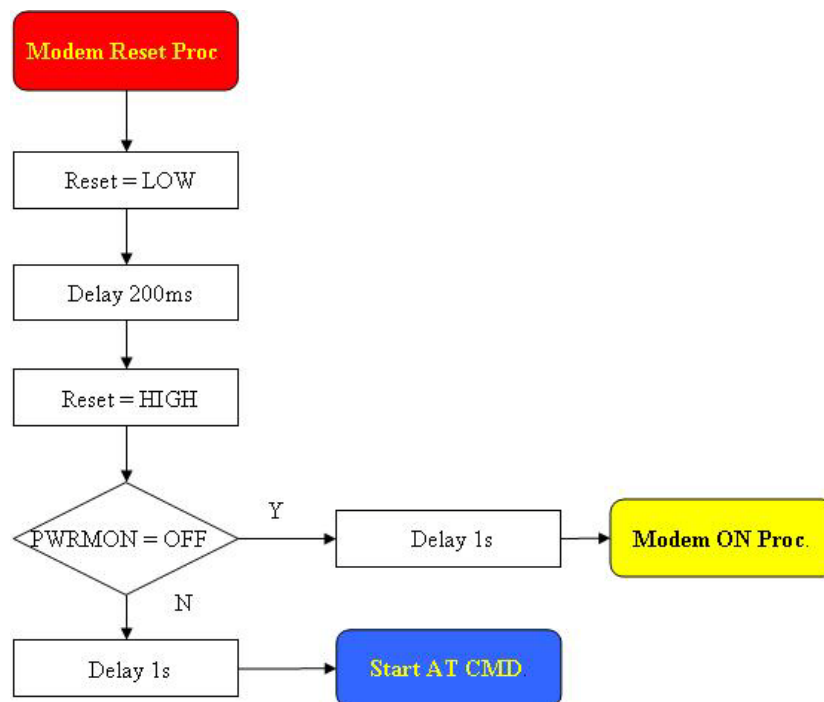 Modem Reset Proc
Reset = LOW
Delay 200ms
Reset = HIGH
PWRMON = OFF
Y
Delay 1s
Modem ON Proc.
N
Delay 1s
Start AT CMD.